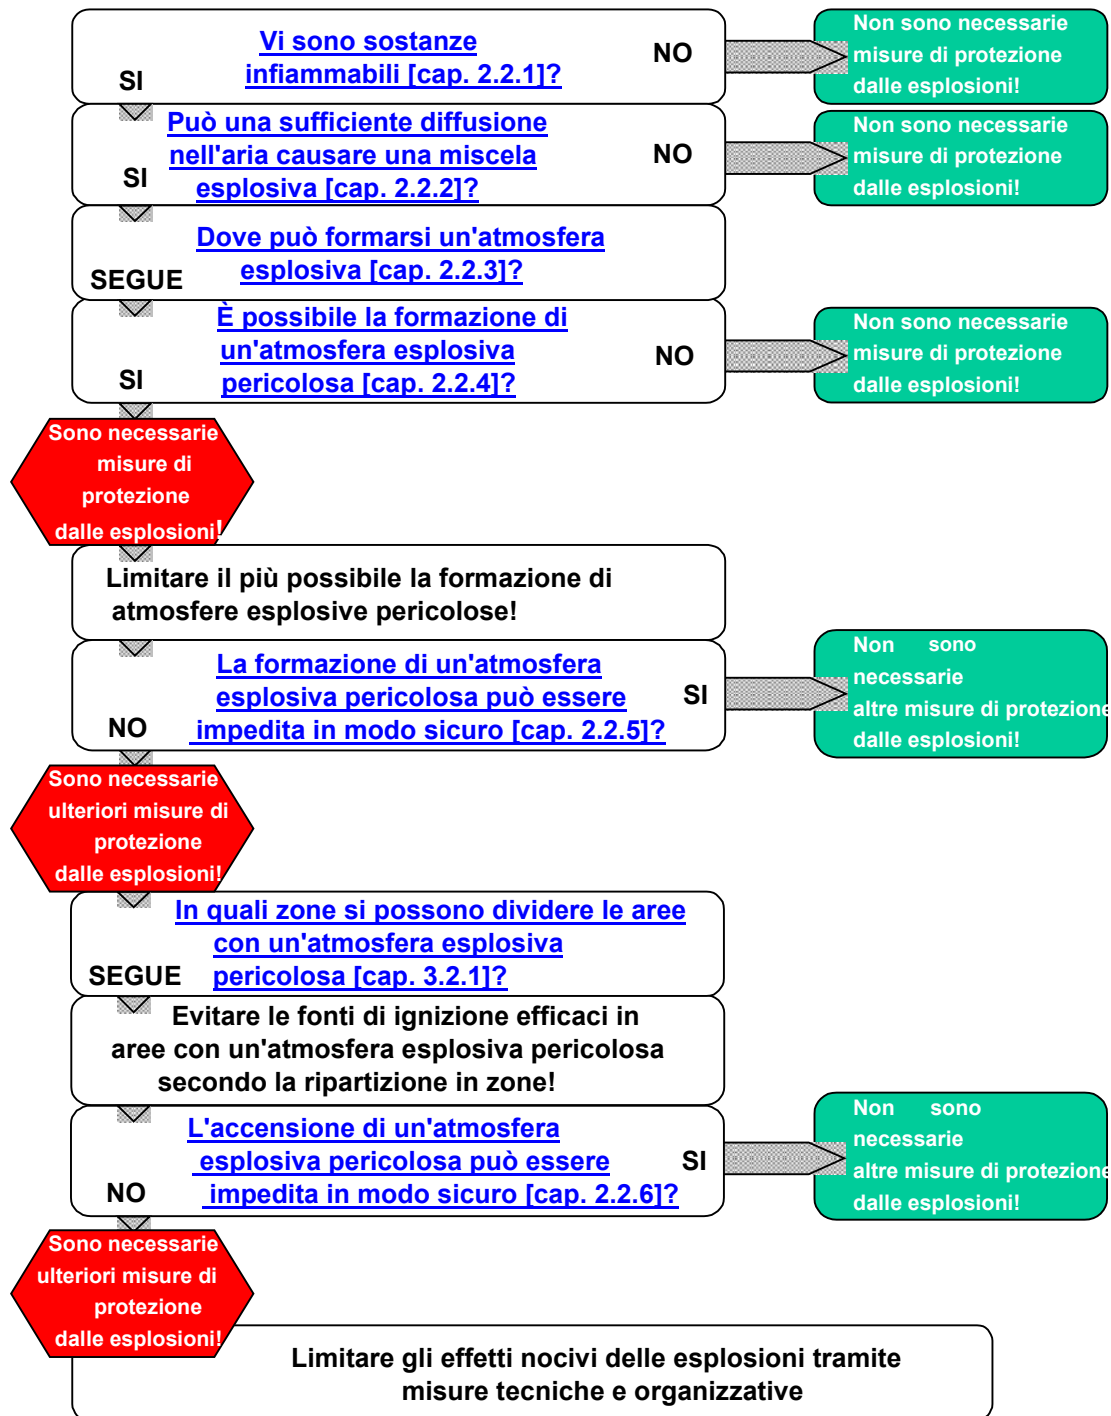 Vi sono sostanze
infiammabili [cap. 2.2.1]?
SI
NO
Non sono necessarie
misure di protezione
dalle esplosioni!
Può una sufficiente diffusione
nell'aria causare una miscela
esplosiva [cap. 2.2.2]?
SI
NO
Non sono necessarie
misure di protezione
dalle esplosioni!
Dove può formarsi un'atmosfera
esplosiva [cap. 2.2.3]?
SEGUE
È possibile la formazione di
un'atmosfera esplosiva
pericolosa [cap. 2.2.4]?
SI
NO
Non sono necessarie
misure di protezione
dalle esplosioni!
Sono necessarie
misure di
protezione
dalle esplosioni!
Limitare il più possibile la formazione di
atmosfere esplosive pericolose!
La formazione di un'atmosfera
esplosiva pericolosa può essere
impedita in modo sicuro [cap. 2.2.5]?
NO
SI
Non sono
necessarie
altre misure di protezione
dalle esplosioni!
Sono necessarie
ulteriori misure di
protezione
dalle esplosioni!
In quali zone si possono dividere le aree
con un'atmosfera esplosiva
pericolosa [cap. 3.2.1]?
SEGUE
Evitare le fonti di ignizione efficaci in
aree con un'atmosfera esplosiva pericolosa
secondo la ripartizione in zone!
L'accensione di un'atmosfera
esplosiva pericolosa può essere
impedita in modo sicuro [cap. 2.2.6]?
NO
SI
Non sono
necessarie
altre misure di protezione
dalle esplosioni!
Sono necessarie
ulteriori misure di
protezione
dalle esplosioni!
Limitare gli effetti nocivi delle esplosioni tramite
misure tecniche e organizzative